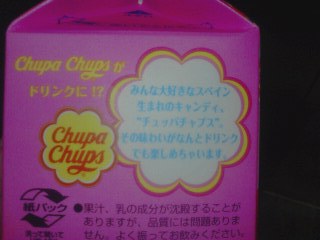 Chupa Chups が
ドリンクに!?
みんな大好きなスペイン
生まれのキャンディ、
"チュッパチャプス"。
その味わいがなんとドリンク
でも楽しめちゃいます。
Chupa
Chups
紙パック
●果汁、乳の成分が沈殿することが
ありますが、品質には問題ありま
せん。よく振ってお飲みください。